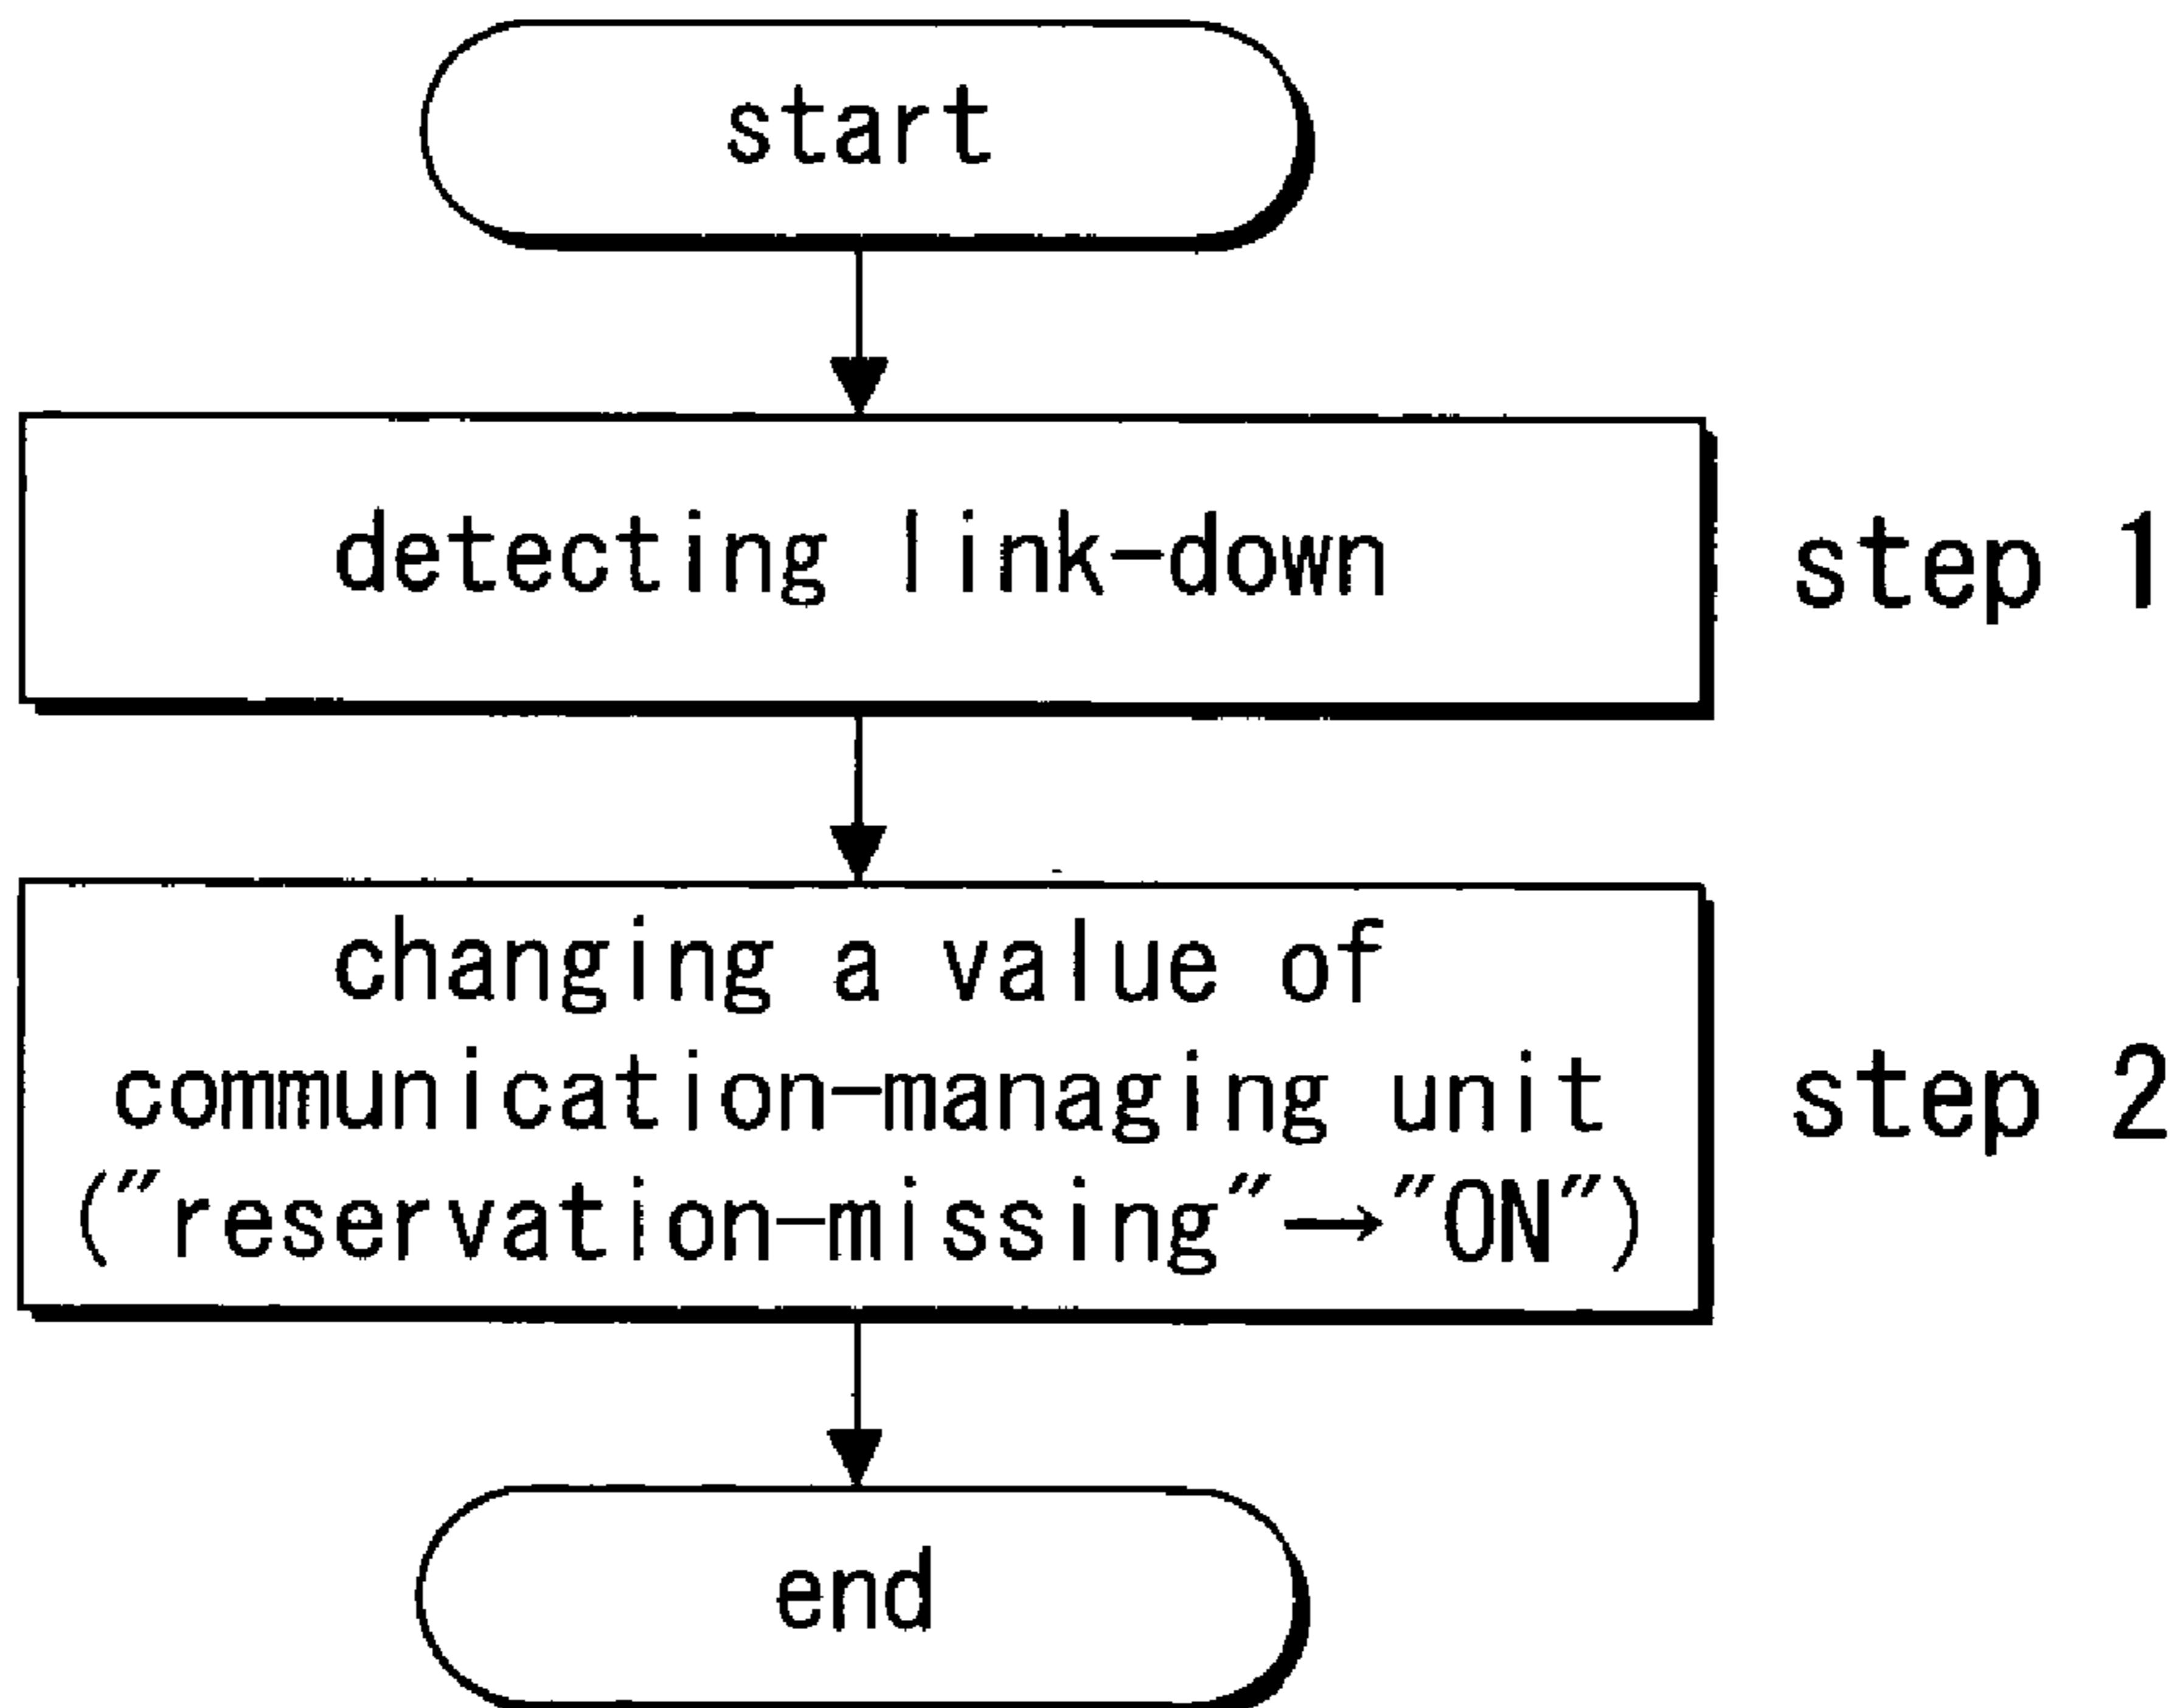 start
detecting link-down
step 1
changing a value of
communication-managing unit
step 2
("reservation-missing"→"ON")
end